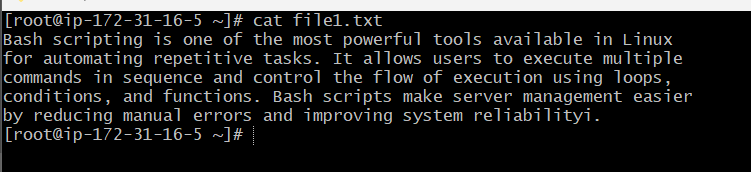 [root@ip-172-31-16-5 ~]# cat file1.txt
Bash scripting is one of the most powerful tools available in Linux
for automating repetitive tasks. It allows users to execute multiple
commands in sequence and control the flow of execution using loops,
conditions, and functions. Bash scripts make server management easier
by reducing manual errors and improving system reliabilityi.
[root@ip-172-31-16-5 ~]#